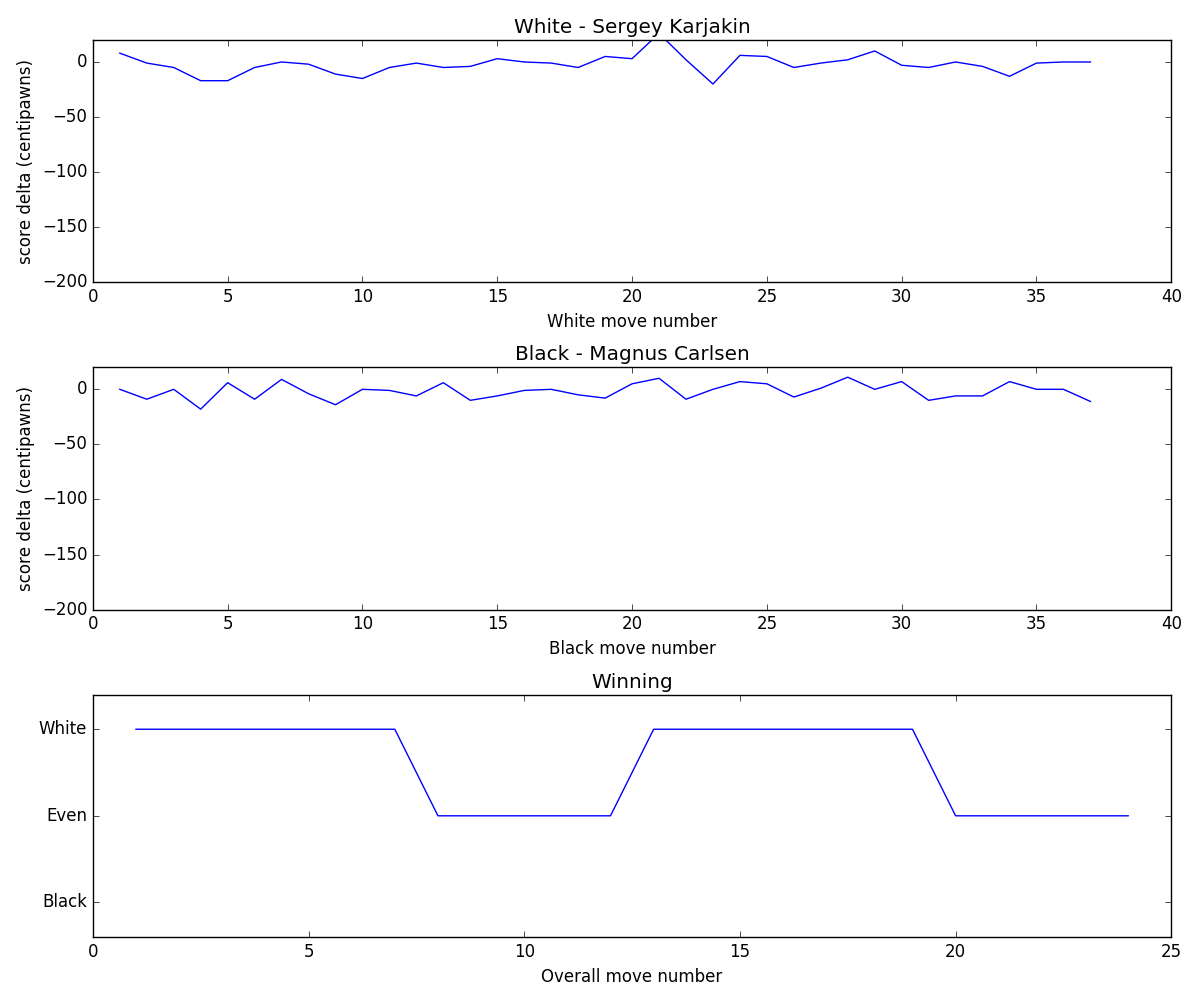 White - Sergey Karjakin
score delta (centipawns)
0
−50
−100
−150
−200
0 5 10 15 20 25 30 35 40
White move number
Black - Magnus Carlsen
score delta (centipawns)
0
−50
−100
−150
−200
0 5 10 15 20 25 30 35 40
Black move number
Winning
White
Even
Black
0 5 10 15 20 25
Overall move number